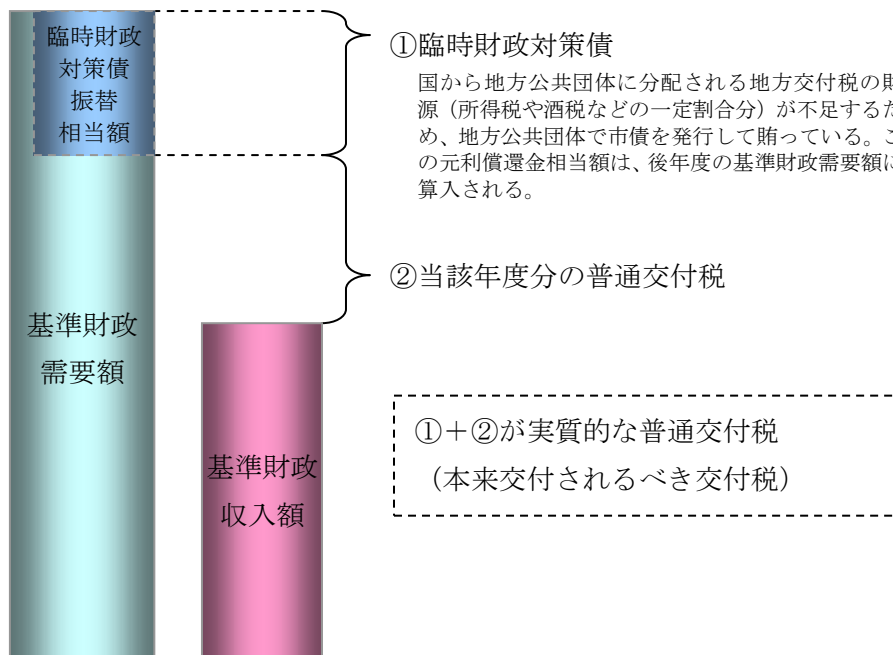 臨時財政
対策債
振替
相当額
基準財政
需要額
基準財政
収入額
①臨時財政対策債
国から地方公共団体に分配される地方交付税の財
源（所得税や酒税などの一定割合分）が不足するた
め、地方公共団体で市債を発行して賄っている。こ
の元利償還金相当額は、後年度の基準財政需要額に
算入される。
②当該年度分の普通交付税
①＋②が実質的な普通交付税
（本来交付されるべき交付税）